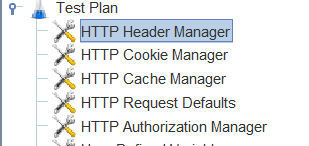 Test Plan
HTTP Header Manager
HTTP Cookie Manager
HTTP Cache Manager
HTTP Request Defaults
HTTP Authorization Manager